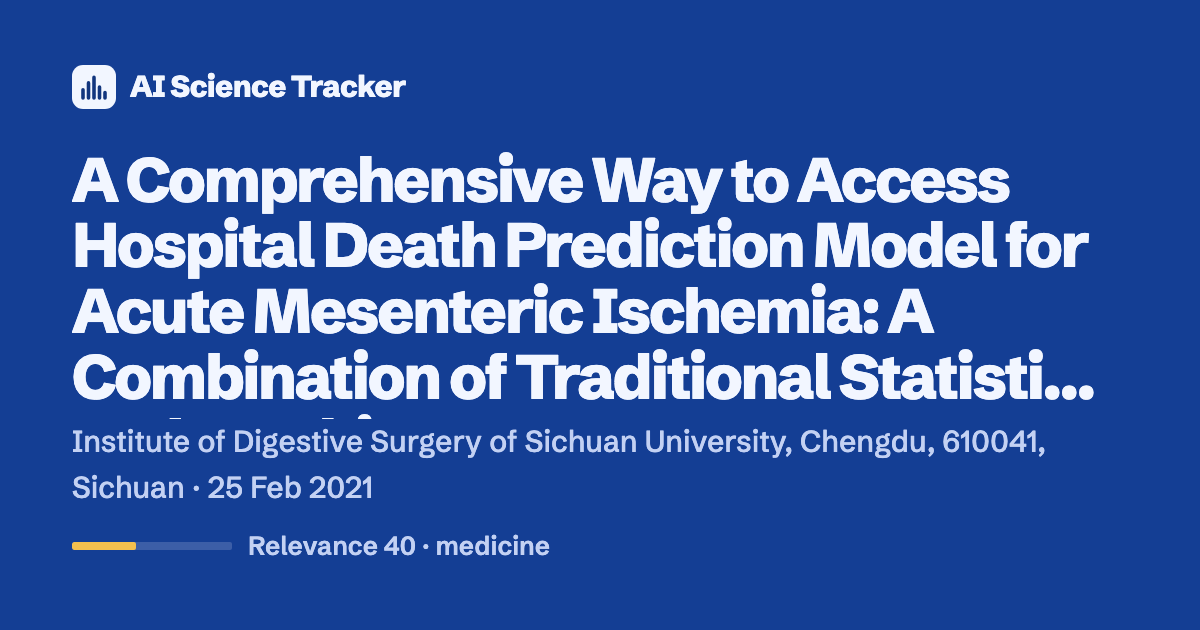 AI Science Tracker
A Comprehensive Way to Access
Hospital Death Prediction Model for
Acute Mesenteric Ischemia: A
Combination of Traditional Statisti...
Institute of Digestive Surgery of Sichuan University, Chengdu, 610041,
Sichuan · 25 Feb 2021
Relevance 40 · medicine